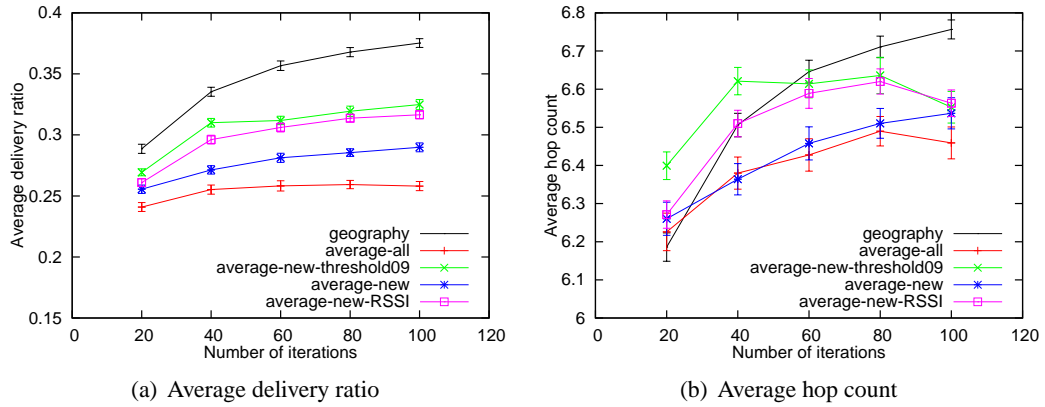 0.4
0.35
0.3
0.25
0.2
0.15
0 20 40 60 80 100 120
Average delivery ratio
Number of iterations
geography
average-all
average-new-threshold09
average-new
average-new-RSSI
(a) Average delivery ratio
6.8
6.7
6.6
6.5
6.4
6.3
6.2
6.1
6
0 20 40 60 80 100 120
Average hop count
Number of iterations
geography
average-all
average-new-threshold09
average-new
average-new-RSSI
(b) Average hop count